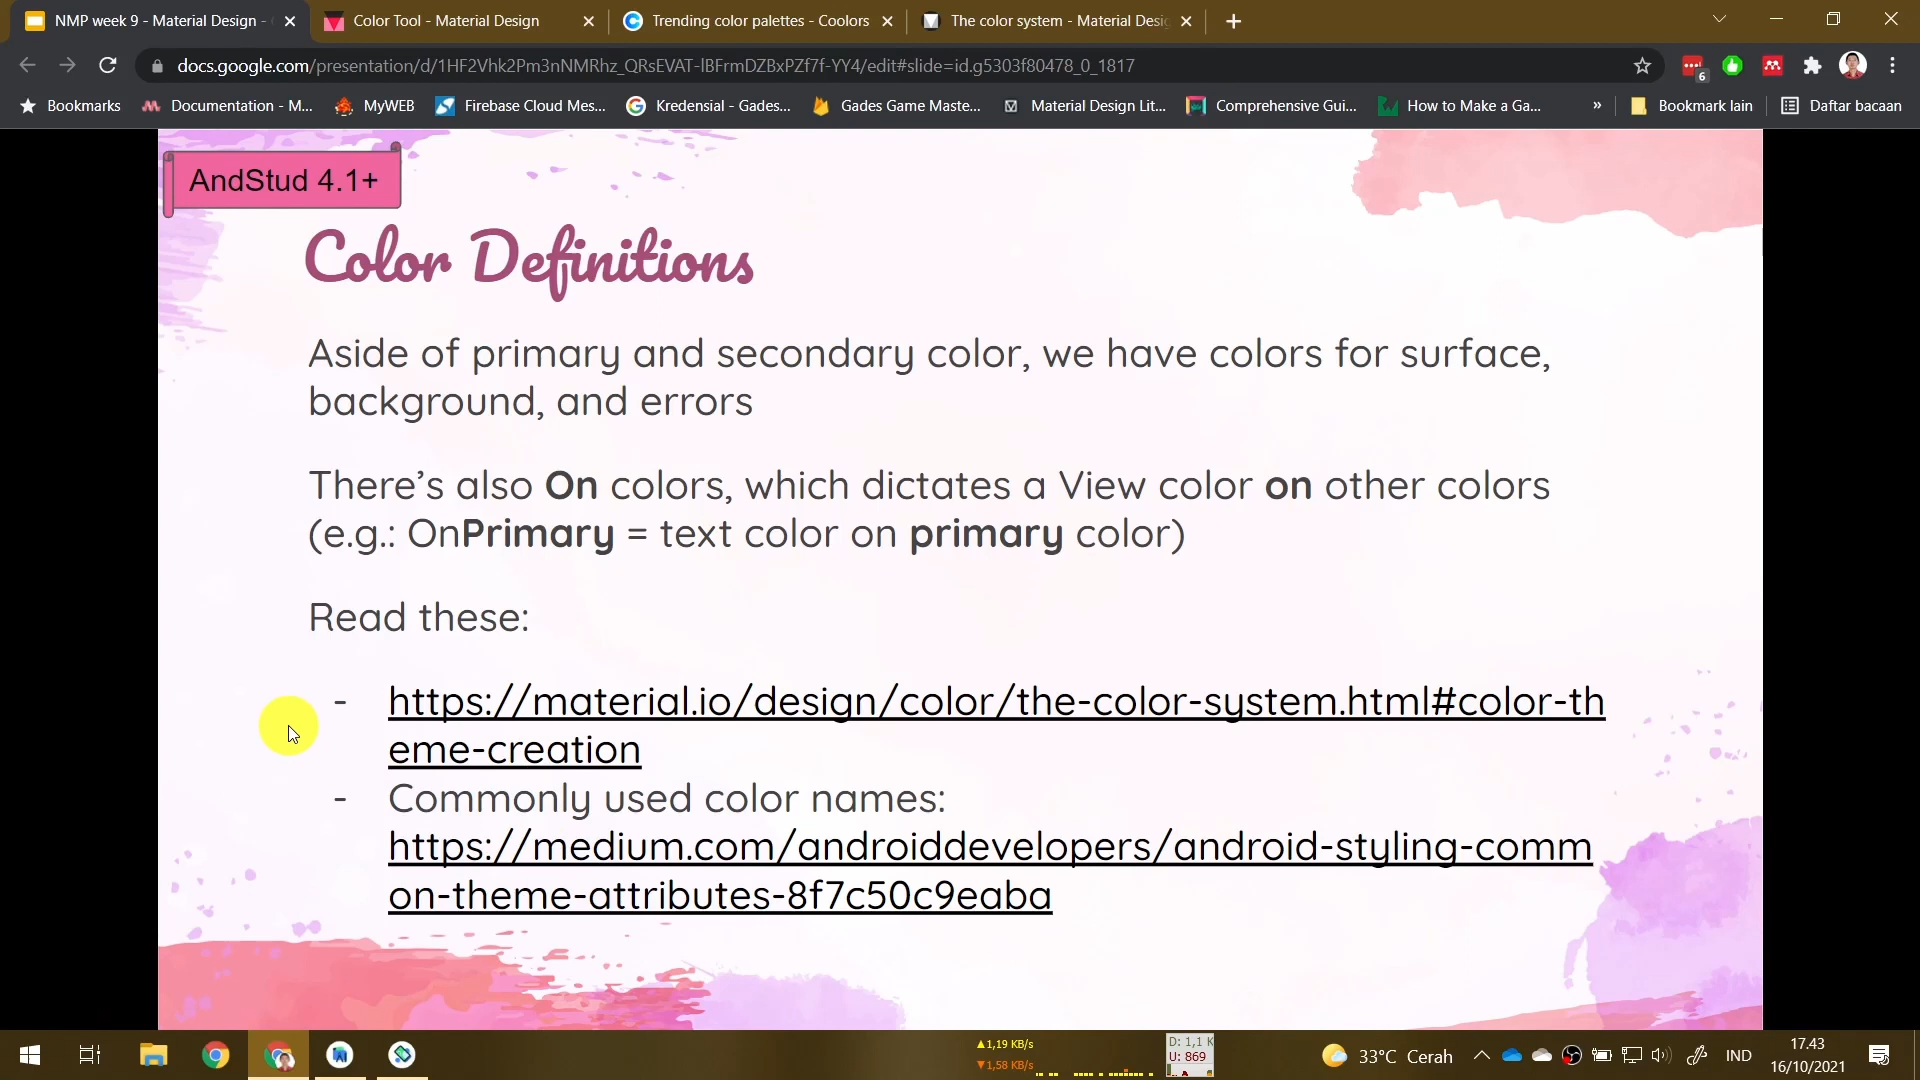 NMP week 9 - Material Design -
Color Tool - Material Design
Trending color palettes - Coolors
The color system - Material Desig
docs.google.com/presentation/d/1HF2Vhk2Pm3nNMRhz_QRsEVAT-lBFrmDZBxPZf7f-YY4/edit#slide=id.g5303f80478_0_1817
6
Bookmarks
Documentation - M...
MyWEB
Firebase Cloud Mes...
Kredensial - Gades...
Gades Game Maste...
Material Design Lit...
Comprehensive Gui...
How to Make a Ga...
»
Bookmark lain
Daftar bacaan
AndStud 4.1+
Color Definitions
Aside of primary and secondary color, we have colors for surface,
background, and errors
There's also On colors, which dictates a View color on other colors
(e.g.: OnPrimary = text color on primary color)
Read these:
- https://material.io/design/color/the-color-system.html#color-th
eme-creation
- Commonly used color names:
https://medium.com/androiddevelopers/android-styling-comm
on-theme-attributes-8f7c50c9eaba
1,19 KB/s
1,58 KB/s
D: 1,1 K
U: 869
33°C Cerah
IND
17.43
16/10/2021